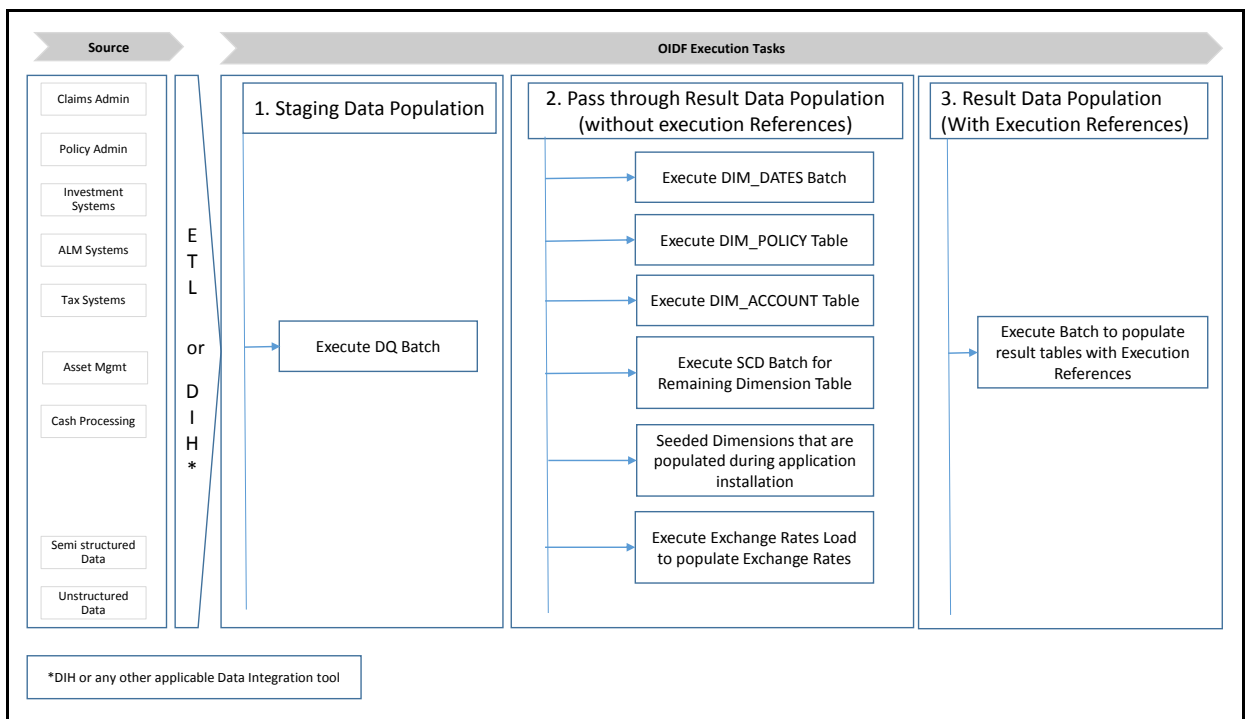 Source
OIDF Execution Tasks
Claims Admin
Policy Admin
Investment
Systems
ALM Systems
Tax Systems
Asset Mgmt
Cash Processing
Semi structured
Data
Unstructured
Data
E
T
L
or
D
I
H
*
1. Staging Data Population
Execute DQ Batch
2. Pass through Result Data Population
(without execution References)
Execute DIM_DATES Batch
Execute DIM_POLICY Table
Execute DIM_ACCOUNT Table
Execute SCD Batch for
Remaining Dimension Table
Seeded Dimensions that are
populated during application
installation
Execute Exchange Rates Load
to populate Exchange Rates
3. Result Data Population
(With Execution References)
Execute Batch to populate
result tables with Execution
References
*DIH or any other applicable Data Integration tool